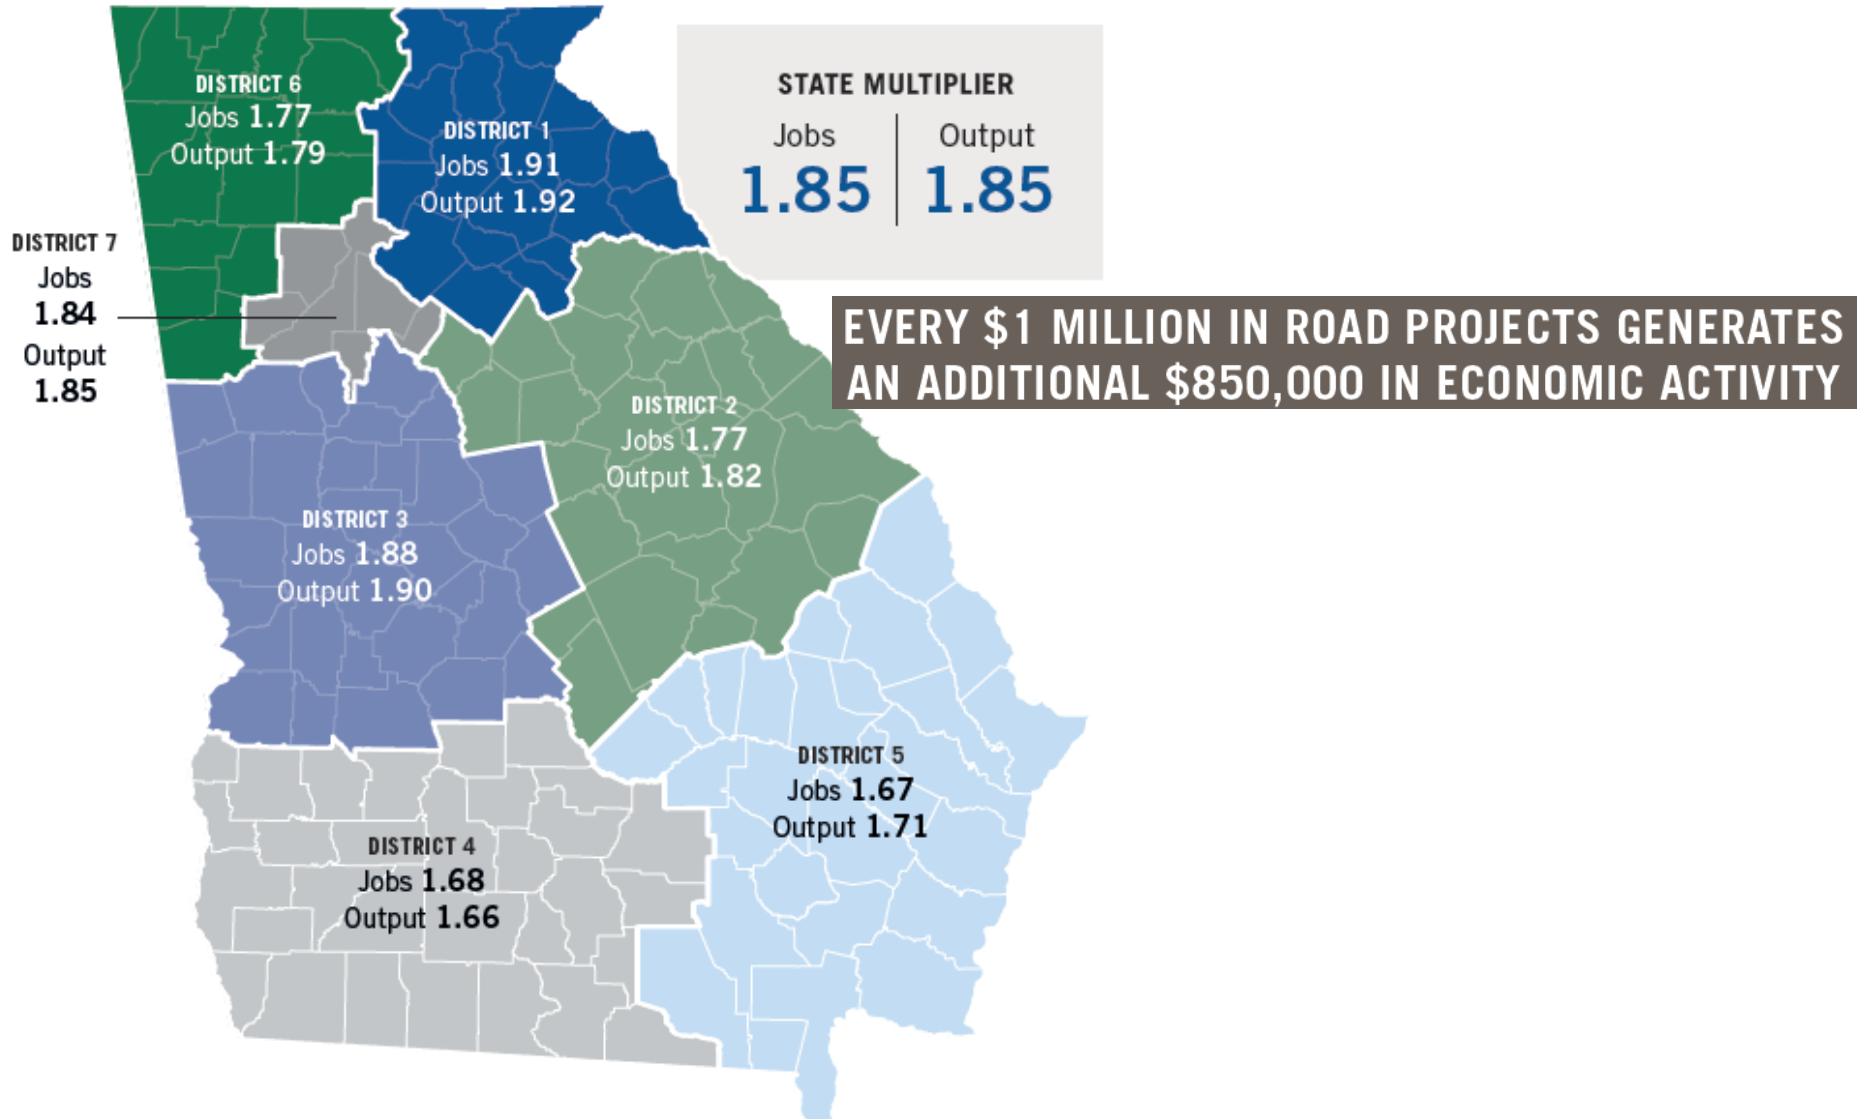 DISTRICT 6
Jobs 1.77
Output 1.79
DISTRICT 1
Jobs 1.91
Output 1.92
STATE MULTIPLIER
Jobs
1.85
Output
1.85
DISTRICT 7
Jobs
1.84
Output
1.85
EVERY $1 MILLION IN ROAD PROJECTS GENERATES
AN ADDITIONAL $850,000 IN ECONOMIC ACTIVITY
DISTRICT 2
Jobs 1.77
Output 1.82
DISTRICT 3
Jobs 1.88
Output 1.90
DISTRICT 5
Jobs 1.67
Output 1.71
DISTRICT 4
Jobs 1.68
Output 1.66